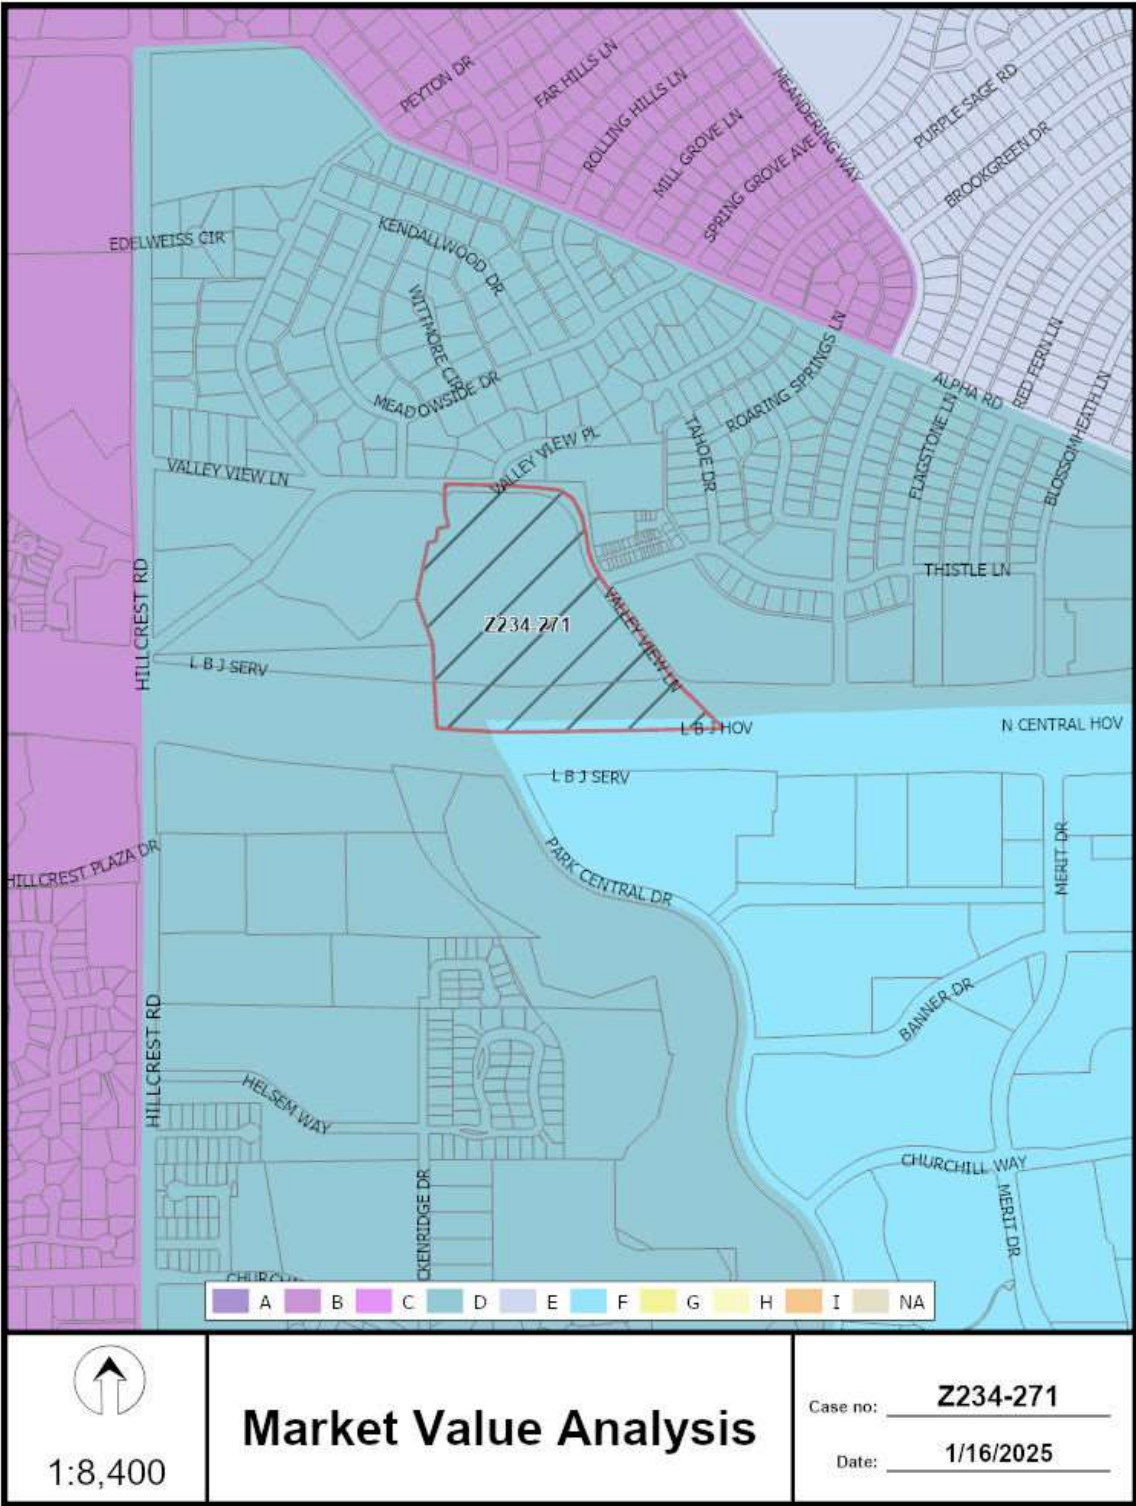 PEYTON DR
FAR HILLS LN
ROLLING HILLS LN
MILL GROVE LN
SPRING GROVE AVE
MEANDERING WAY
PURPLE SAGE RD
BROOKGREEN DR
EDELWEISS CIR
KENDALLWOOD DR
WITTMORE CIR
MEADOWSIDE DR
ROARING SPRINGS LN
RED FERN LN
ALPHA RD
BLOSSOMHEATH LN
FLAGSTONE LN
TAHOE DR
VALLEY VIEW PL
VALLEY VIEW LN
THISTLE LN
HILLCREST RD
Z234-271
VALLEY VIEW LN
L B J SERV
L B J HOV
N CENTRAL HOV
L B J SERV
HILLCREST PLAZA DR
PARK CENTRAL DR
MERIT DR
BANNER DR
HILLCREST RD
HELSEM WAY
CHURCHILL WAY
MERIT DR
CKENRIDGE DR
A B C D E F G H I NA
1:8,400
Market Value Analysis
Case no: Z234-271
Date: 1/16/2025